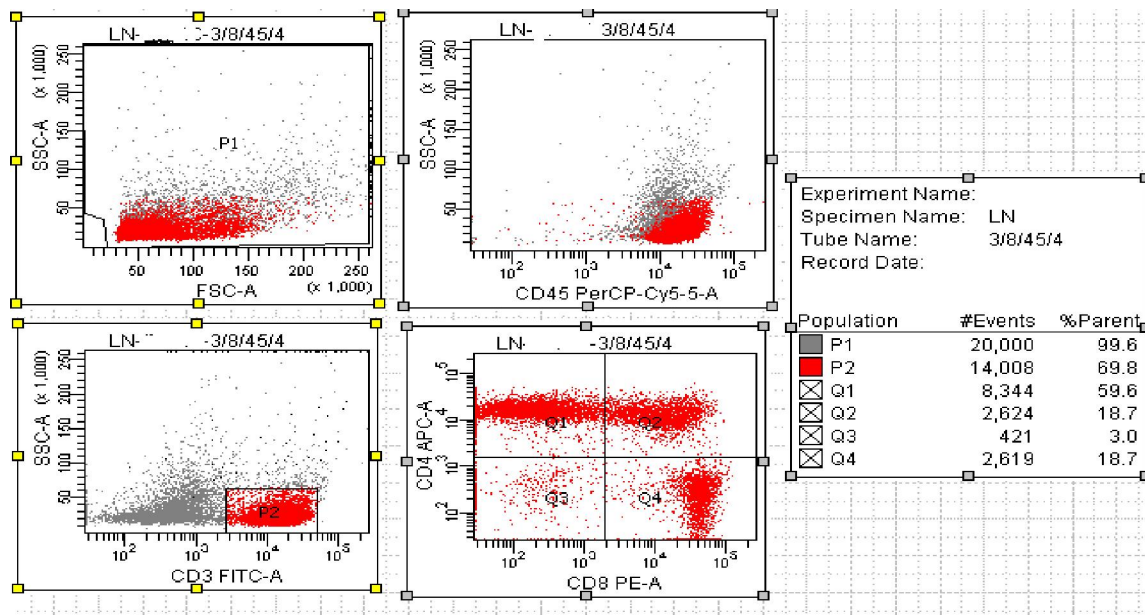 LN- -3/8/45/4
SSC-A (x 1,000)
250
200
150
100
50
P1
50 100 150 200 250
FSC-A (x 1,000)
LN- 3/8/45/4
SSC-A (x 1,000)
250
200
150
100
50
10² 10³ 10⁴ 10⁵
CD45 PerCP-Cy5-5-A
LN- -3/8/45/4
SSC-A (x 1,000)
250
200
150
100
50
P2
10² 10³ 10⁴ 10⁵
CD3 FITC-A
LN- -3/8/45/4
CD4 APC-A
10⁵
10⁴
10³
10²
Q1 Q2
Q3 Q4
10² 10³ 10⁴ 10⁵
CD8 PE-A
Experiment Name:
Specimen Name: LN
Tube Name: 3/8/45/4
Record Date:
Population #Events %Parent
P1 20,000 99.6
P2 14,008 69.8
Q1 8,344 59.6
Q2 2,624 18.7
Q3 421 3.0
Q4 2,619 18.7